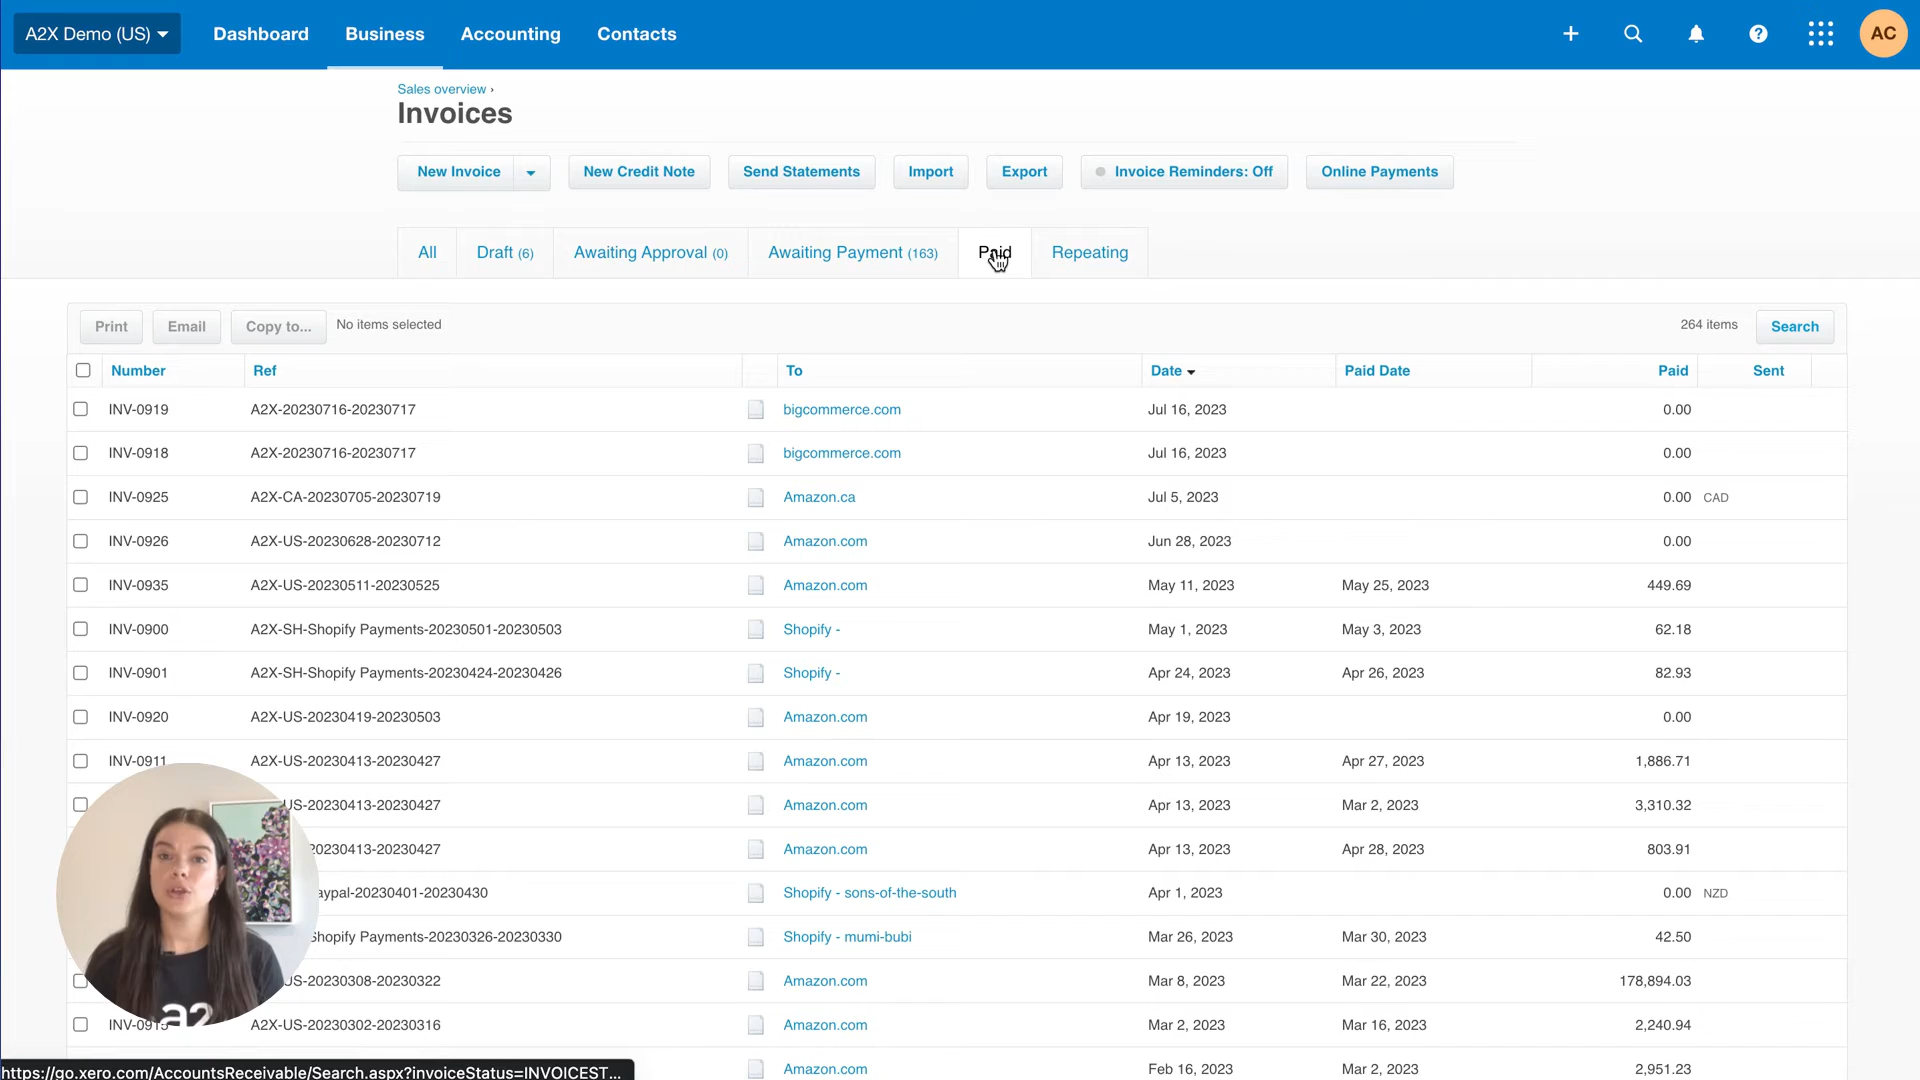 A2X Demo (US) Dashboard Business Accounting Contacts AC
Sales overview ›
Invoices
New Invoice New Credit Note Send Statements Import Export Invoice Reminders: Off Online Payments
All Draft (6) Awaiting Approval (0) Awaiting Payment (163) Paid Repeating
Print Email Copy to... No items selected 264 items Search
Number Ref To Date Paid Date Paid Sent
INV-0919 A2X-20230716-20230717 bigcommerce.com Jul 16, 2023 0.00
INV-0918 A2X-20230716-20230717 bigcommerce.com Jul 16, 2023 0.00
INV-0925 A2X-CA-20230705-20230719 Amazon.ca Jul 5, 2023 0.00 CAD
INV-0926 A2X-US-20230628-20230712 Amazon.com Jun 28, 2023 0.00
INV-0935 A2X-US-20230511-20230525 Amazon.com May 11, 2023 May 25, 2023 449.69
INV-0900 A2X-SH-Shopify Payments-20230501-20230503 Shopify - May 1, 2023 May 3, 2023 62.18
INV-0901 A2X-SH-Shopify Payments-20230424-20230426 Shopify - Apr 24, 2023 Apr 26, 2023 82.93
INV-0920 A2X-US-20230419-20230503 Amazon.com Apr 19, 2023 0.00
INV-0911 A2X-US-20230413-20230427 Amazon.com Apr 13, 2023 Apr 27, 2023 1,886.71
US-20230413-20230427 Amazon.com Apr 13, 2023 Mar 2, 2023 3,310.32
20230413-20230427 Amazon.com Apr 13, 2023 Apr 28, 2023 803.91
aypal-20230401-20230430 Shopify - sons-of-the-south Apr 1, 2023 0.00 NZD
Shopify Payments-20230326-20230330 Shopify - mumi-bubi Mar 26, 2023 Mar 30, 2023 42.50
US-20230308-20230322 Amazon.com Mar 8, 2023 Mar 22, 2023 178,894.03
INV-0915 A2X-US-20230302-20230316 Amazon.com Mar 2, 2023 Mar 16, 2023 2,240.94
Amazon.com Feb 16, 2023 Mar 2, 2023 2,951.23
a2
https://go.xero.com/AccountsReceivable/Search.aspx?invoiceStatus=INVOICEST...